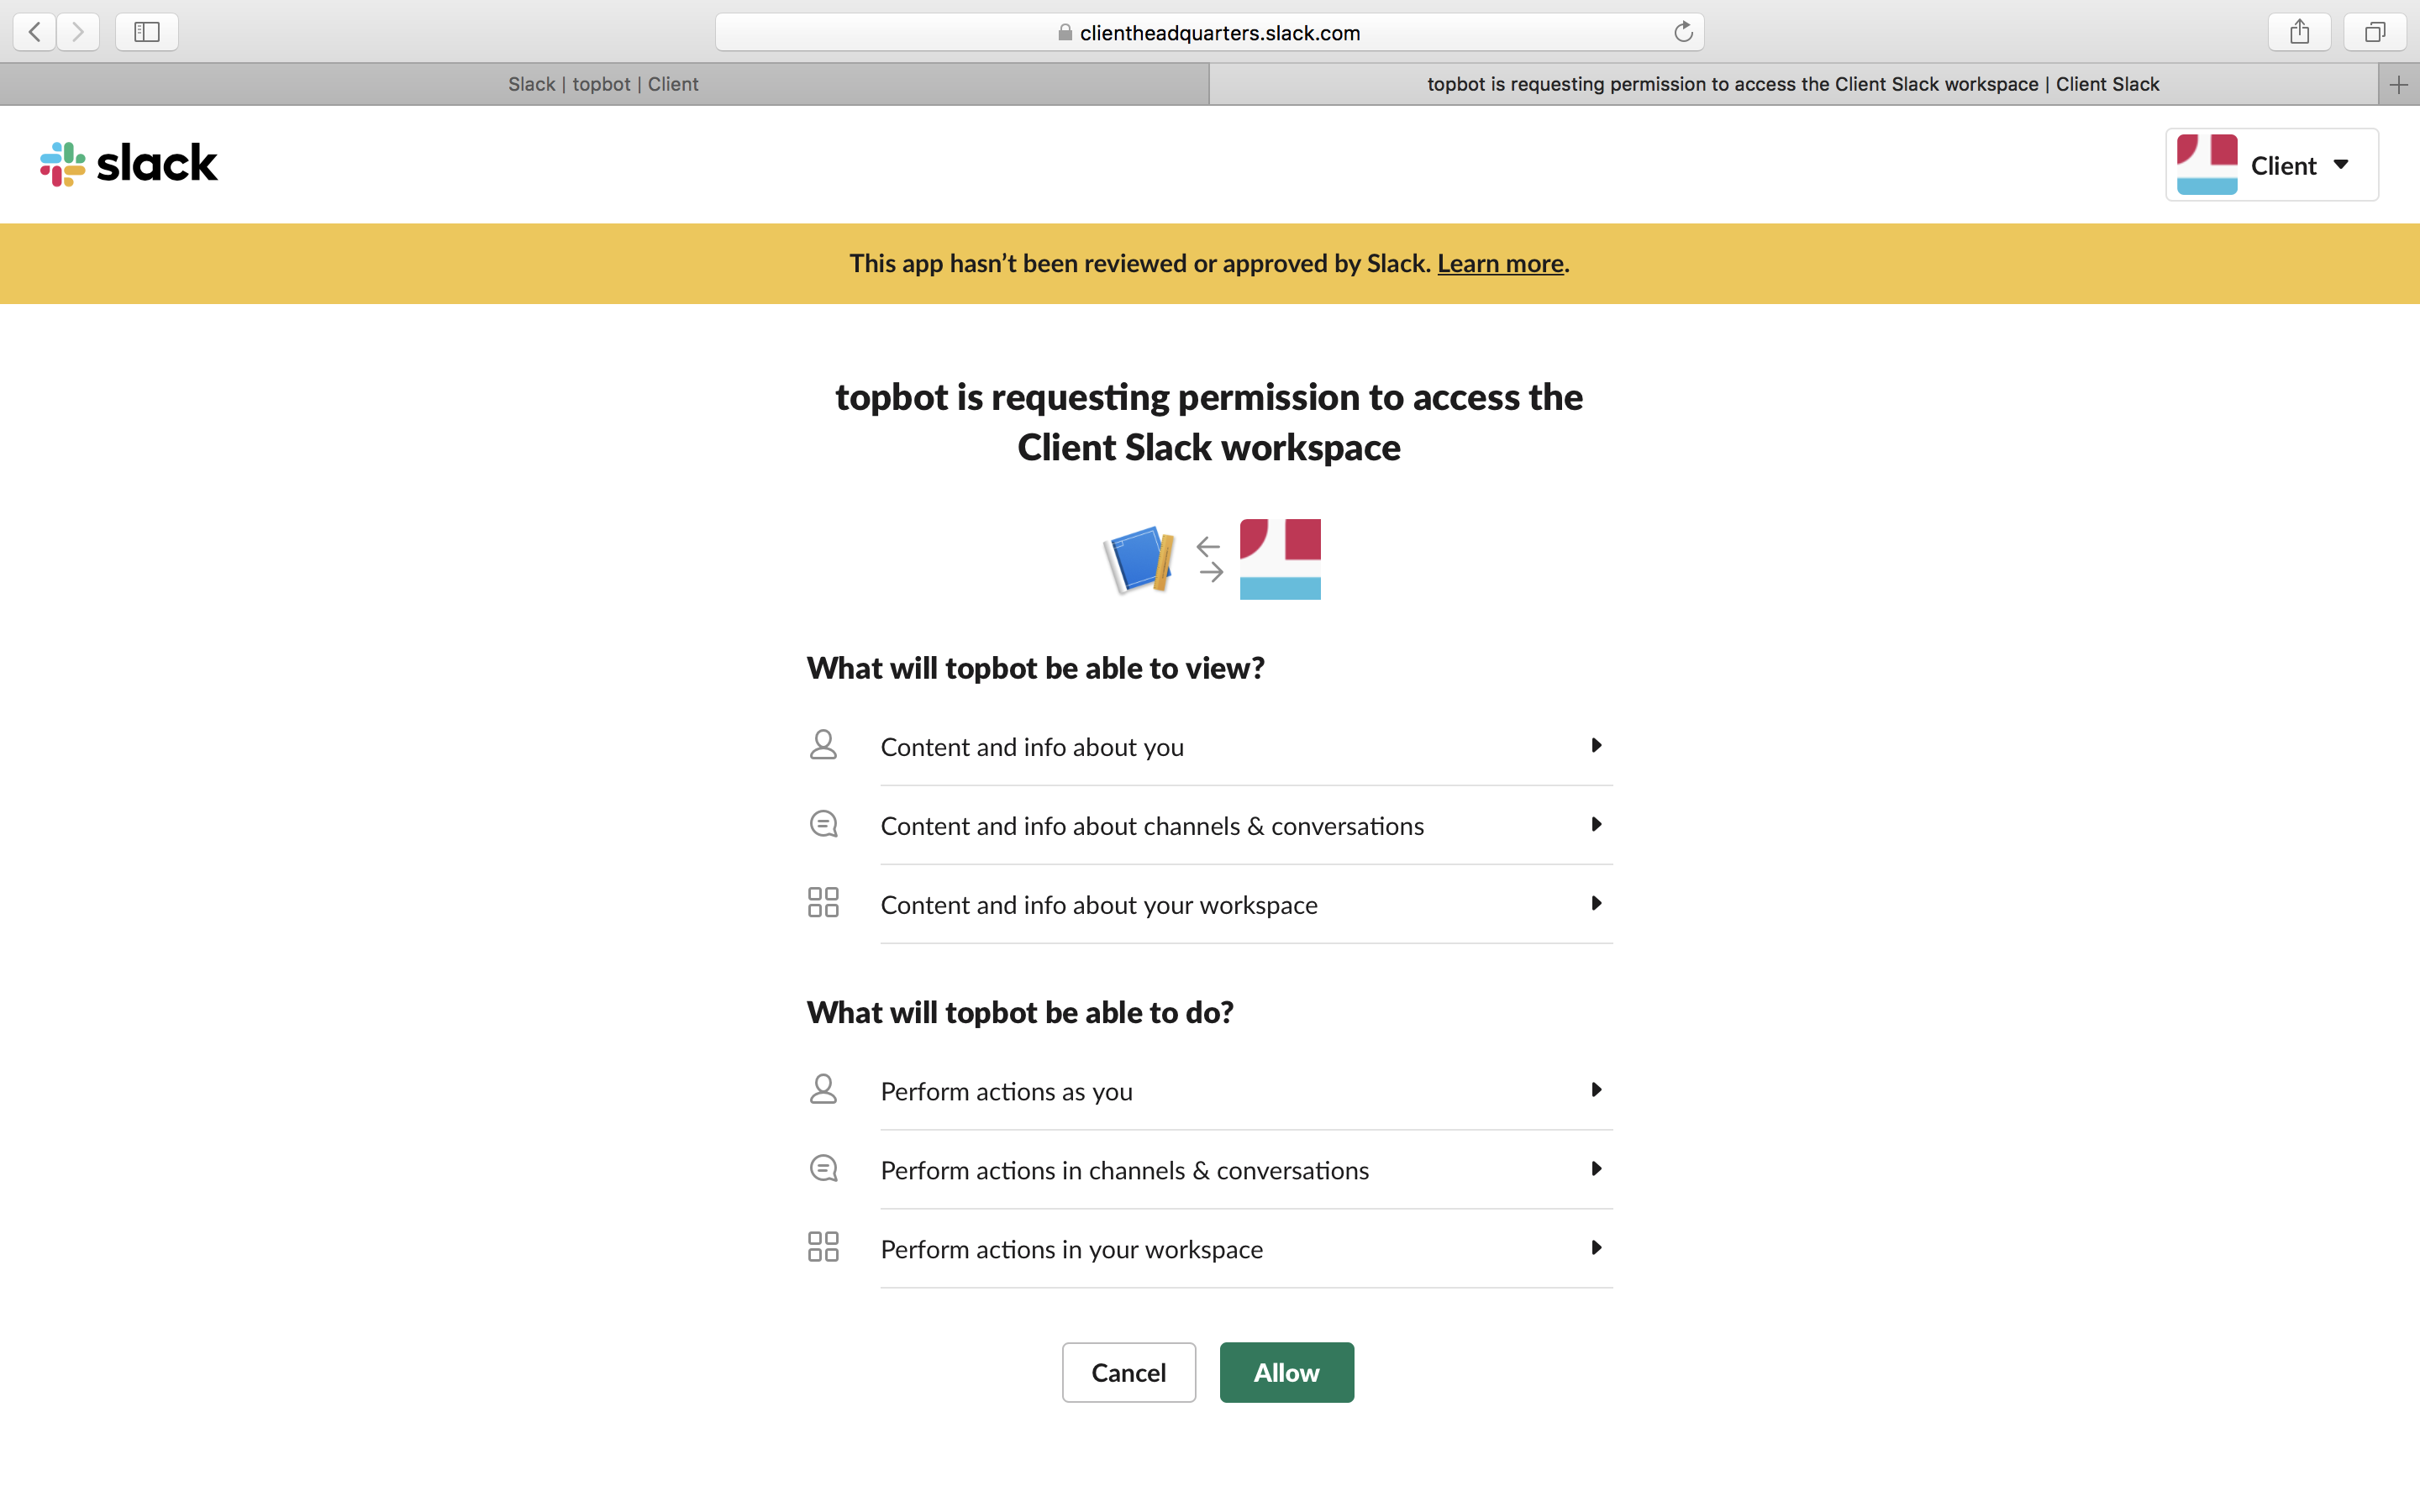 clientheadquarters.slack.com
Slack | topbot | Client
topbot is requesting permission to access the Client Slack workspace | Client Slack
slack
Client
This app hasn’t been reviewed or approved by Slack. Learn more.
topbot is requesting permission to access the
Client Slack workspace
What will topbot be able to view?
Content and info about you
Content and info about channels & conversations
Content and info about your workspace
What will topbot be able to do?
Perform actions as you
Perform actions in channels & conversations
Perform actions in your workspace
Cancel
Allow